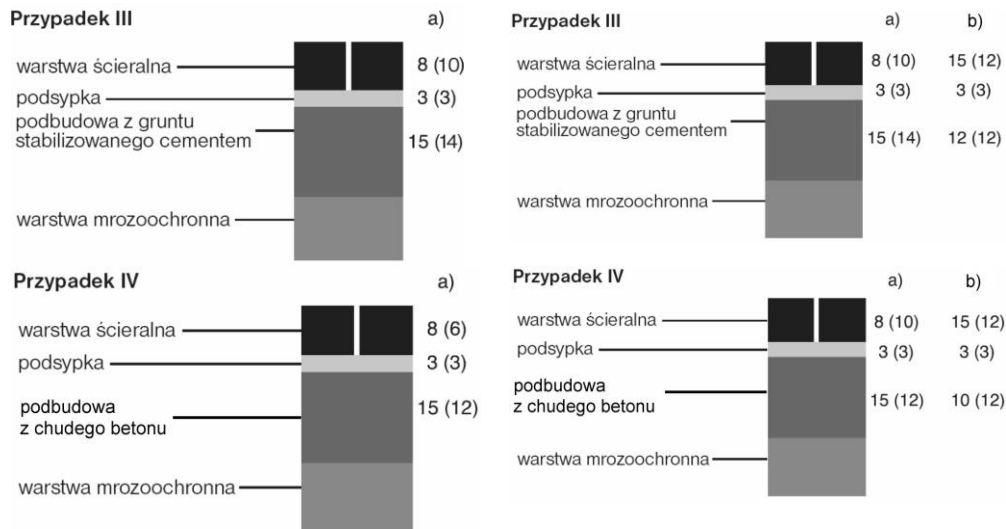 Przypadek III a)
warstwa ścieralna 8 (10)
podsypka 3 (3)
podbudowa z gruntu
stabilizowanego cementem 15 (14)
warstwa mrozoochronna
Przypadek III a) b)
warstwa ścieralna 8 (10) 15 (12)
podsypka 3 (3) 3 (3)
podbudowa z gruntu
stabilizowanego cementem 15 (14) 12 (12)
warstwa mrozoochronna
Przypadek IV a)
warstwa ścieralna 8 (6)
podsypka 3 (3)
podbudowa 15 (12)
z chudego betonu
warstwa mrozoochronna
Przypadek IV a) b)
warstwa ścieralna 8 (10) 15 (12)
podsypka 3 (3) 3 (3)
podbudowa
z chudego betonu 15 (12) 10 (12)
warstwa mrozoochronna